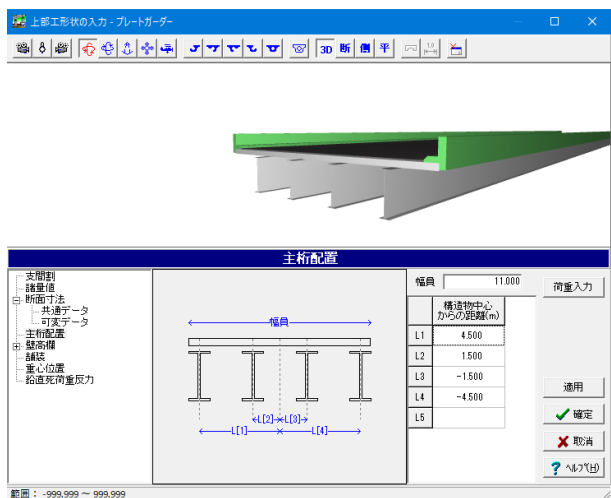 上部工形状の入力 - プレートガーダー
3D 断 側 平 1.0
主桁配置
支間割
諸量値
断面寸法
共通データ
可変データ
主桁配置
壁高欄
舗装
重心位置
鉛直死荷重反力
幅員
L[2] L[3]
L[1] L[4]
幅員 11.000
構造物中心
からの距離(m)
L1 4.500
L2 1.500
L3 -1.500
L4 -4.500
L5
荷重入力
適用
確定
取消
? ヘルプ(H)
範囲： -999.999 ～ 999.999